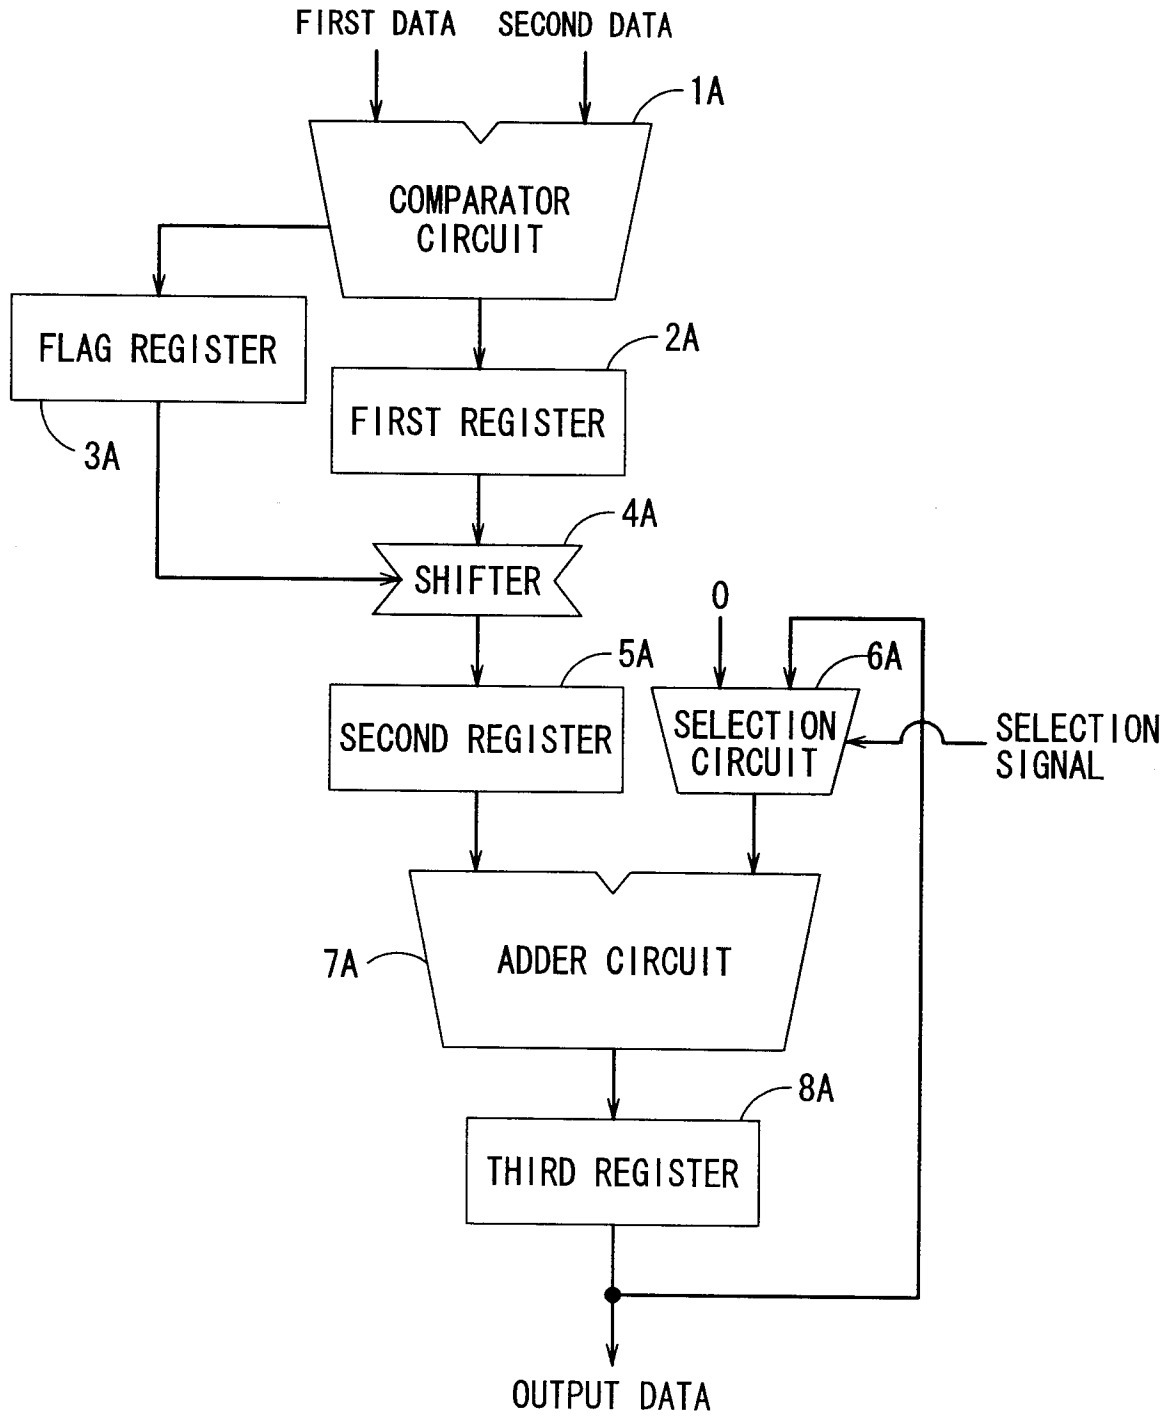 FIRST DATA
SECOND DATA
1A
COMPARATOR
CIRCUIT
FLAG REGISTER
2A
FIRST REGISTER
3A
4A
SHIFTER
0
5A
6A
SECOND REGISTER
SELECTION
CIRCUIT
SELECTION
SIGNAL
7A
ADDER CIRCUIT
8A
THIRD REGISTER
OUTPUT DATA